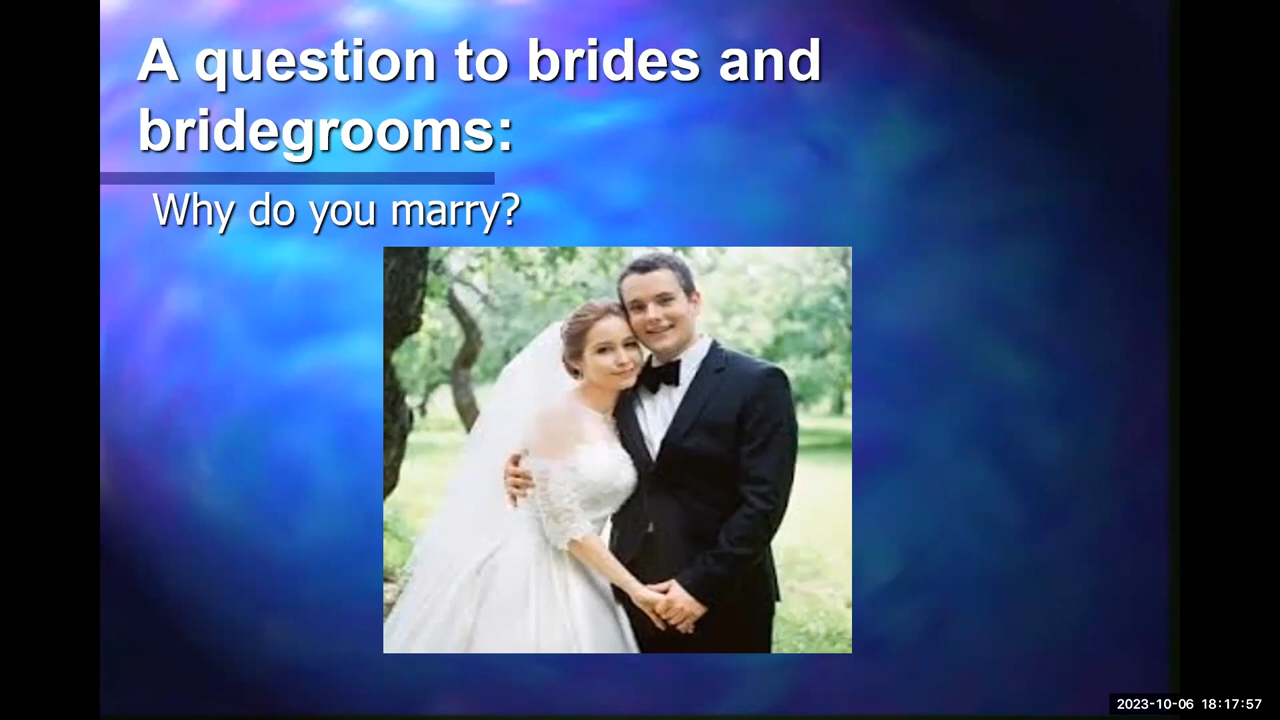 A question to brides and
bridegrooms:
Why do you marry?
2023-10-06 18:17:57